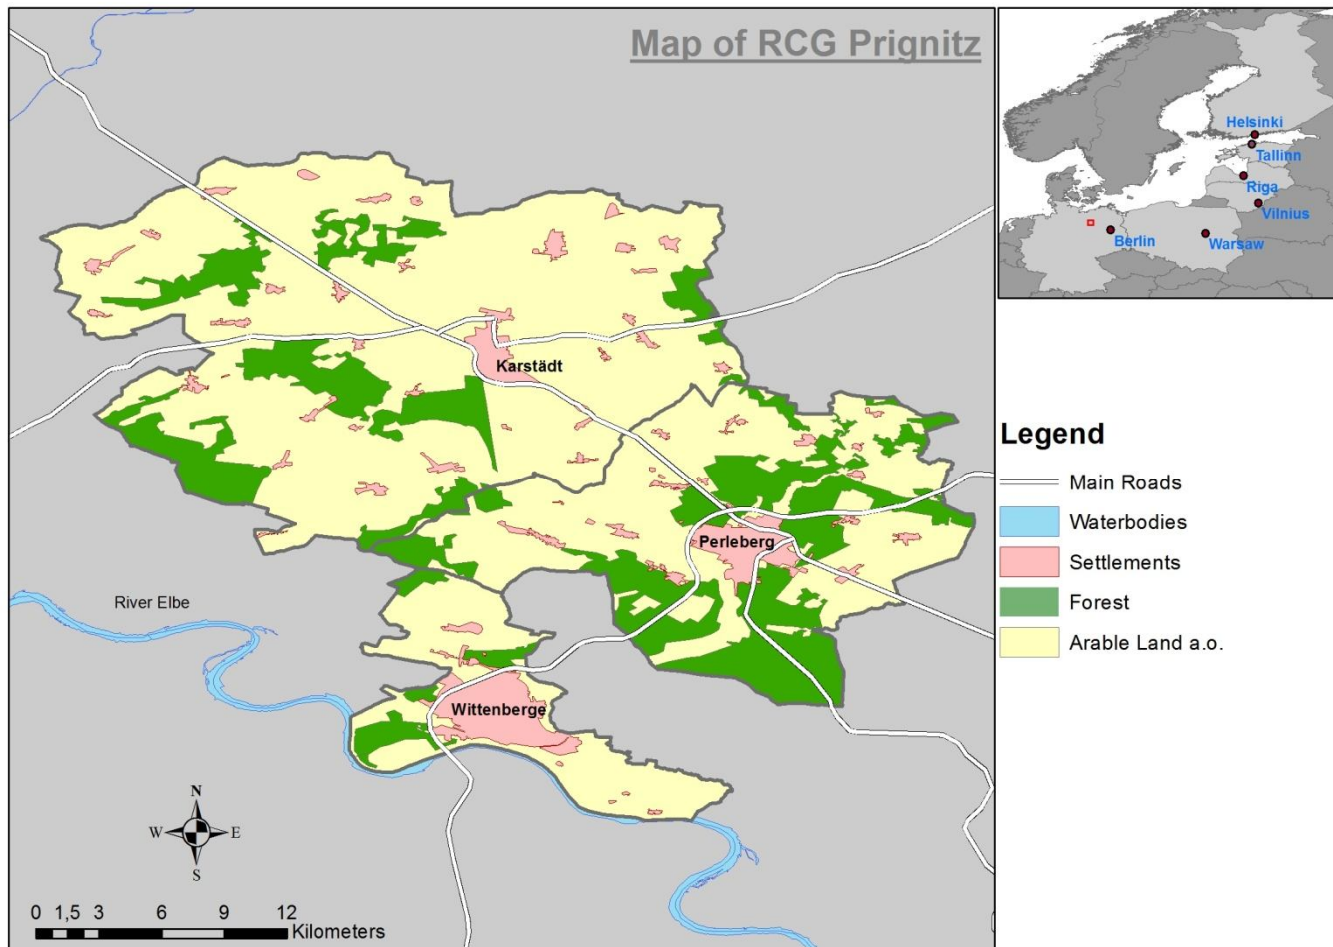 Map of RCG Prignitz
Helsinki
Tallinn
Riga
Vilnius
Berlin
Warsaw
Karstädt
Perleberg
River Elbe
Wittenberge
Legend
Main Roads
Waterbodies
Settlements
Forest
Arable Land a.o.
N
W E
S
0 1,5 3 6 9 12
Kilometers